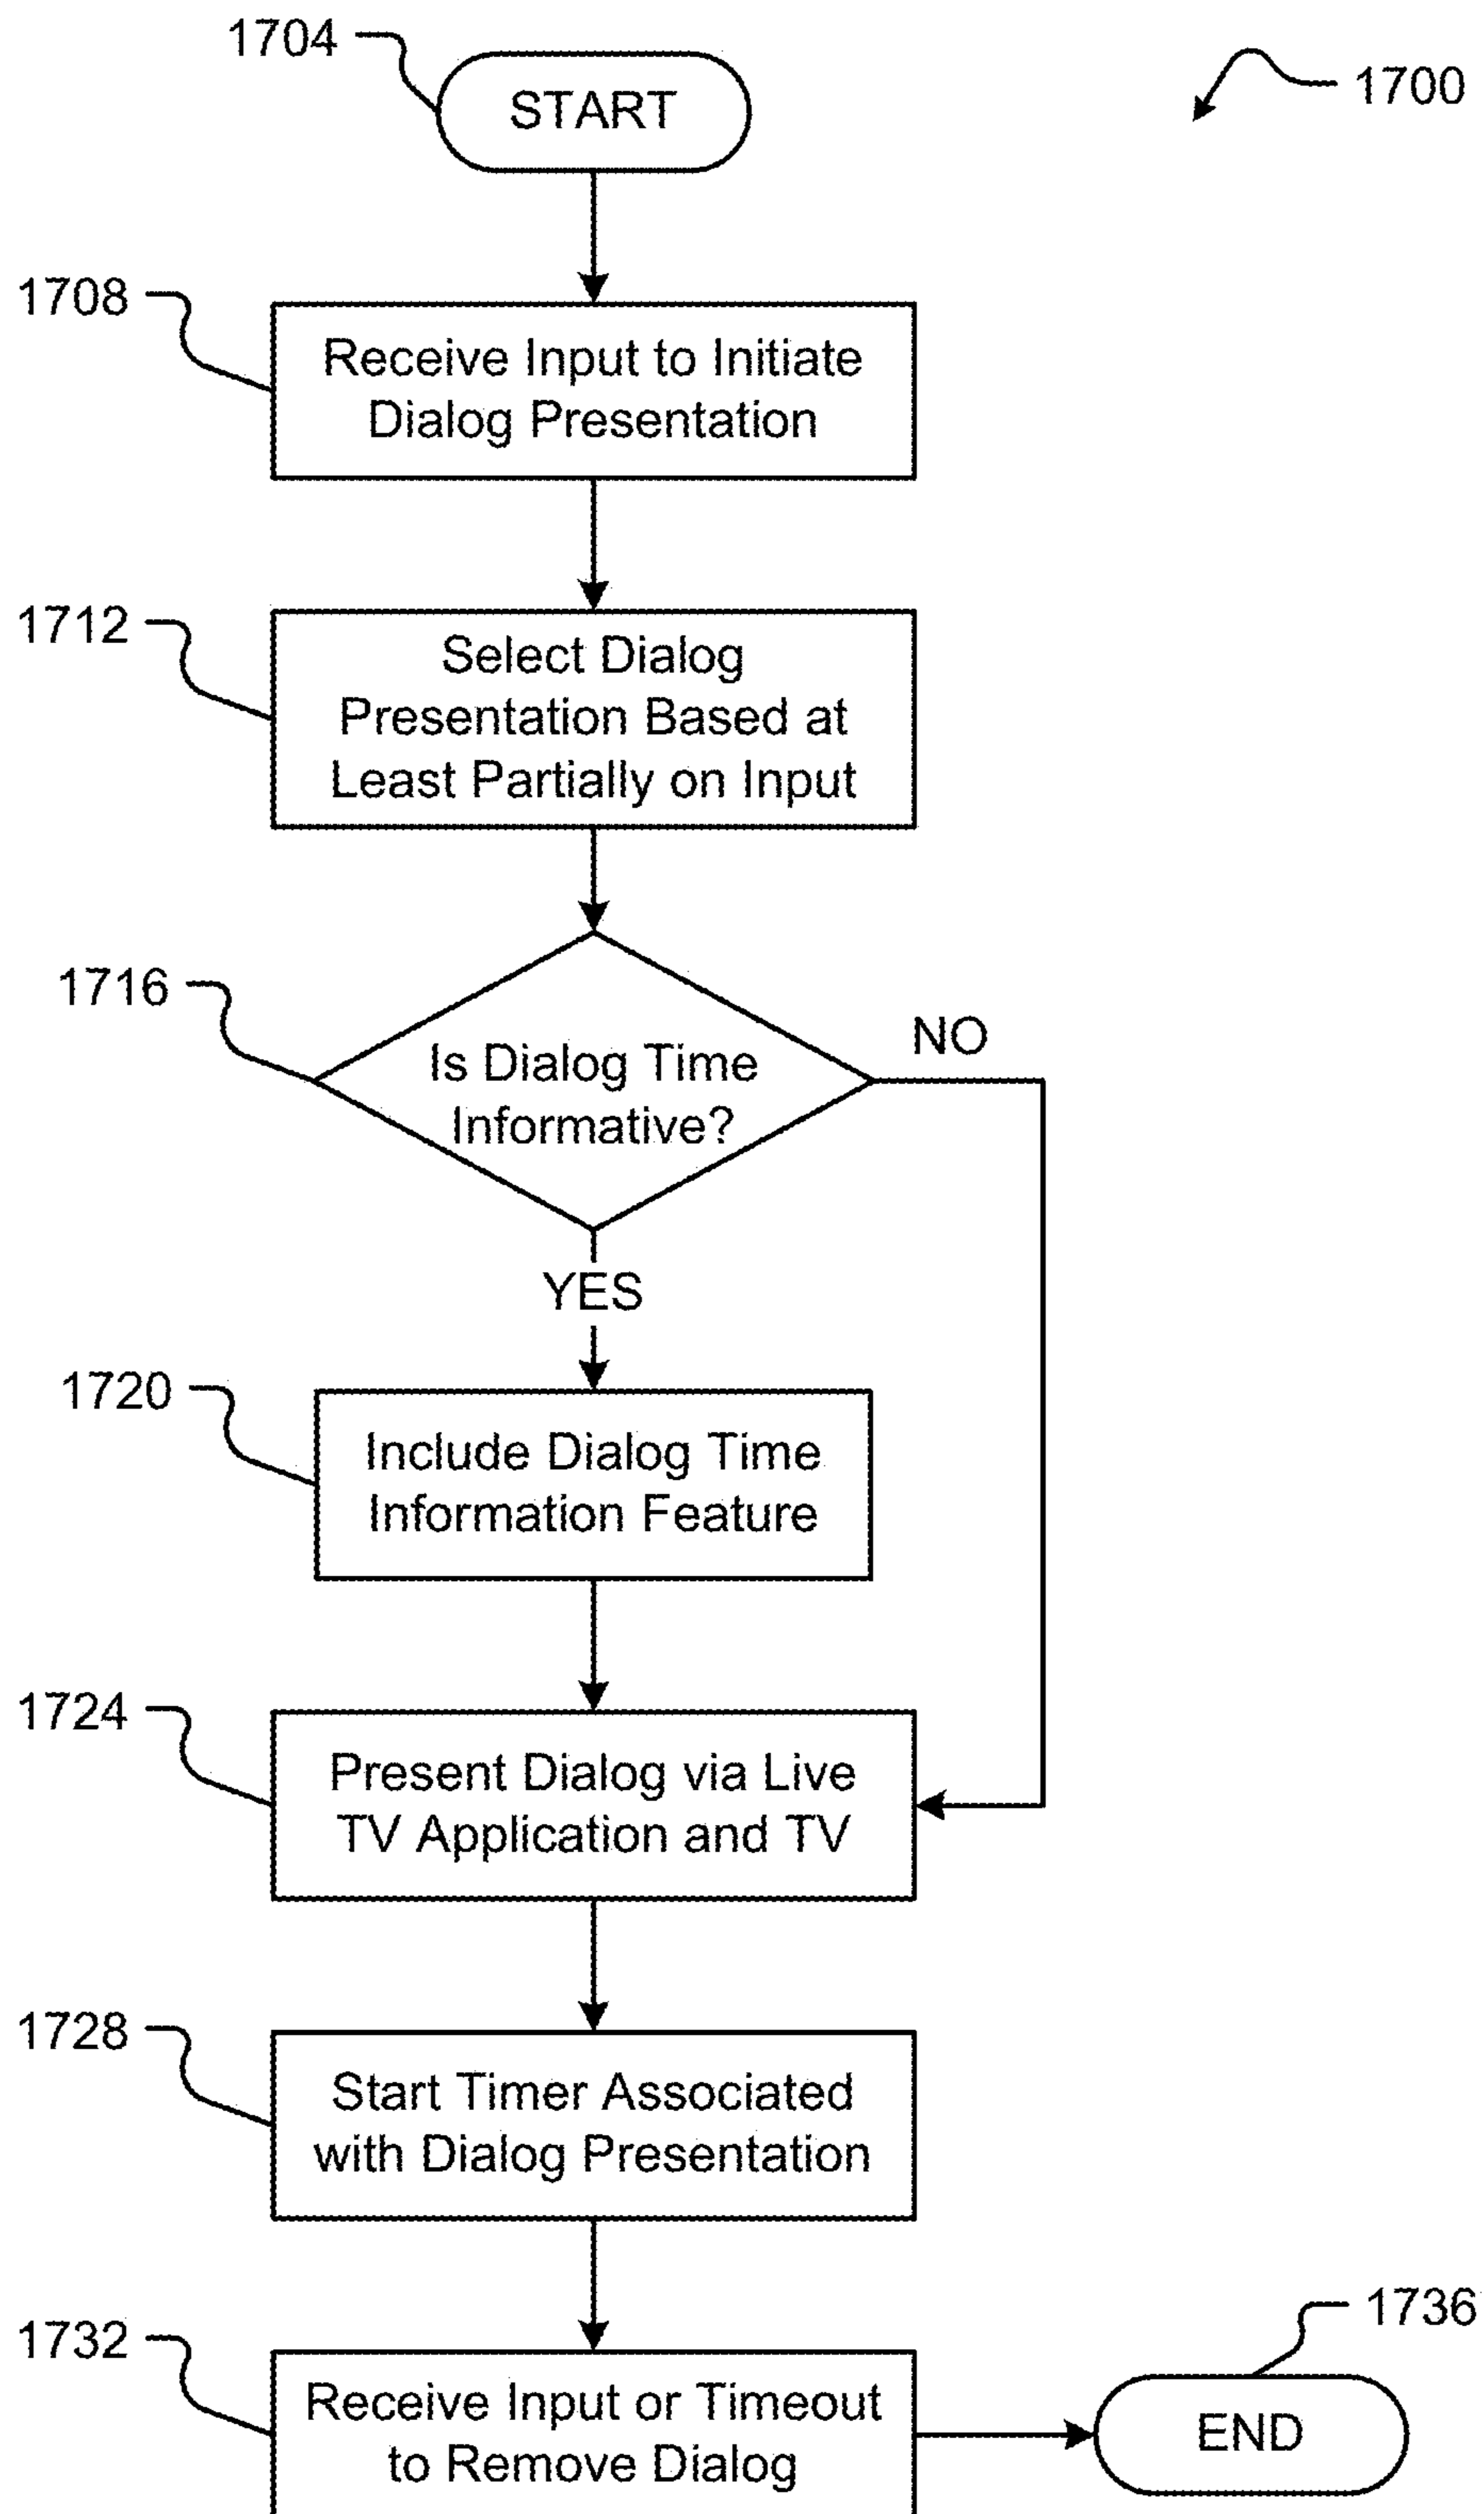 1704
START
1700
1708
Receive Input to Initiate
Dialog Presentation
1712
Select Dialog
Presentation Based at
Least Partially on Input
1716
Is Dialog Time
Informative?
NO
YES
1720
Include Dialog Time
Information Feature
1724
Present Dialog via Live
TV Application and TV
1728
Start Timer Associated
with Dialog Presentation
1732
Receive Input or Timeout
to Remove Dialog
1736
END